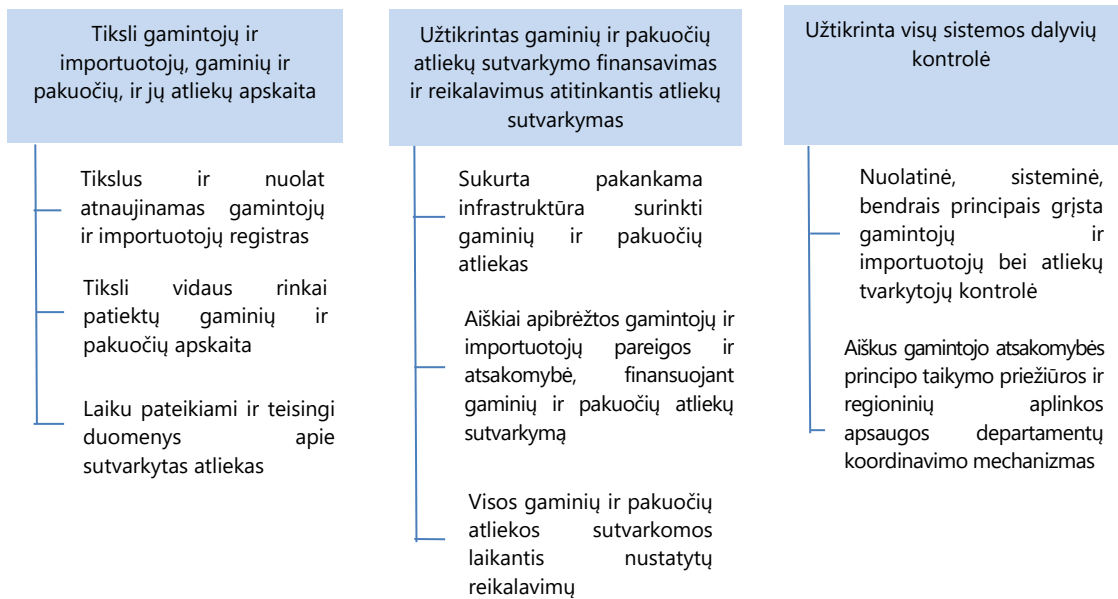 Tiksli gamintojų ir
importuotojų, gaminių ir
pakuočių, ir jų atliekų apskaita
Tikslus ir nuolat
atnaujinamas gamintojų
ir importuotojų registras
Tiksli vidaus rinkai
patiektų gaminių ir
pakuočių apskaita
Laiku pateikiami ir teisingi
duomenys apie
sutvarkytas atliekas
Užtikrintas gaminių ir pakuočių
atliekų sutvarkymo finansavimas
ir reikalavimus atitinkantis atliekų
sutvarkymas
Sukurta pakankama
infrastruktūra surinkti
gaminių ir pakuočių
atliekas
Aiškiai apibrėžtos gamintojų ir
importuotojų pareigos ir
atsakomybė, finansuojant
gaminių ir pakuočių atliekų
sutvarkymą
Visos gaminių ir pakuočių
atliekos sutvarkomos
laikantis nustatytų
reikalavimų
Užtikrinta visų sistemos dalyvių
kontrolė
Nuolatinė, sisteminė,
bendrais principais grįsta
gamintojų ir
importuotojų bei atliekų
tvarkytojų kontrolė
Aiškus gamintojo atsakomybės
principo taikymo priežiūros ir
regioninių aplinkos
apsaugos departamentų
koordinavimo mechanizmas